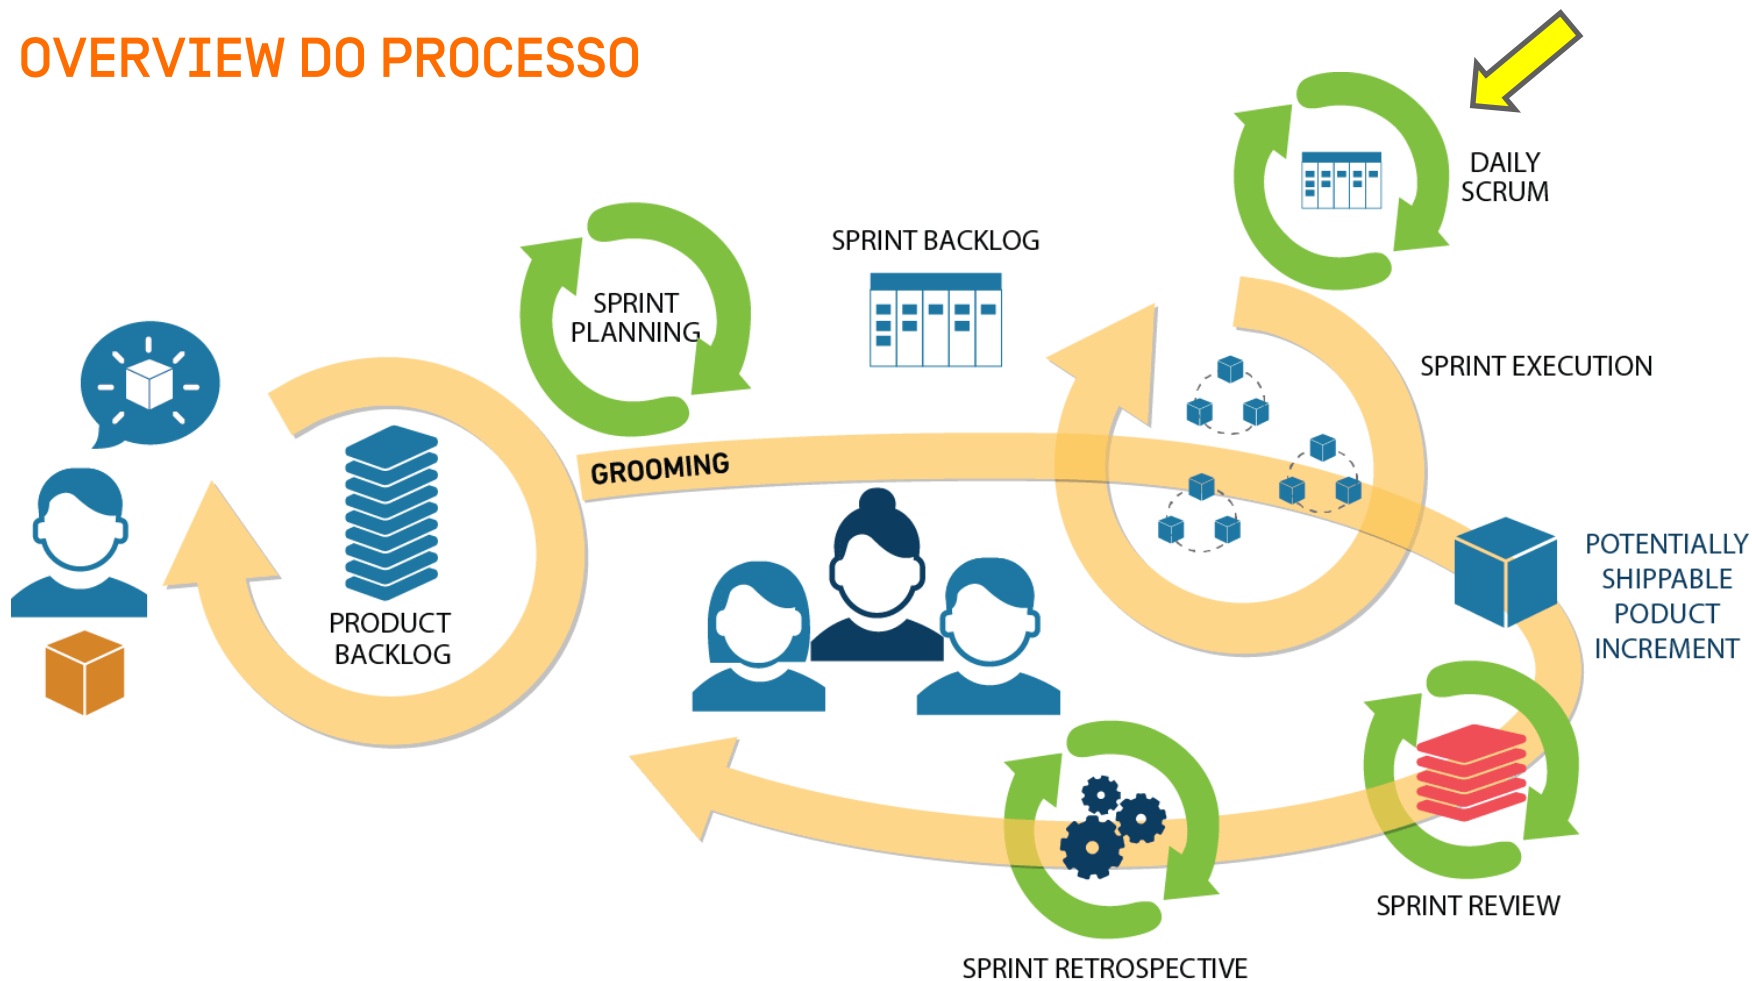 OVERVIEW DO PROCESSO
DAILY
SCRUM
SPRINT BACKLOG
SPRINT
PLANNING
SPRINT EXECUTION
GROOMING
POTENTIALLY
SHIPPABLE
PODUCT
INCREMENT
PRODUCT
BACKLOG
SPRINT REVIEW
SPRINT RETROSPECTIVE